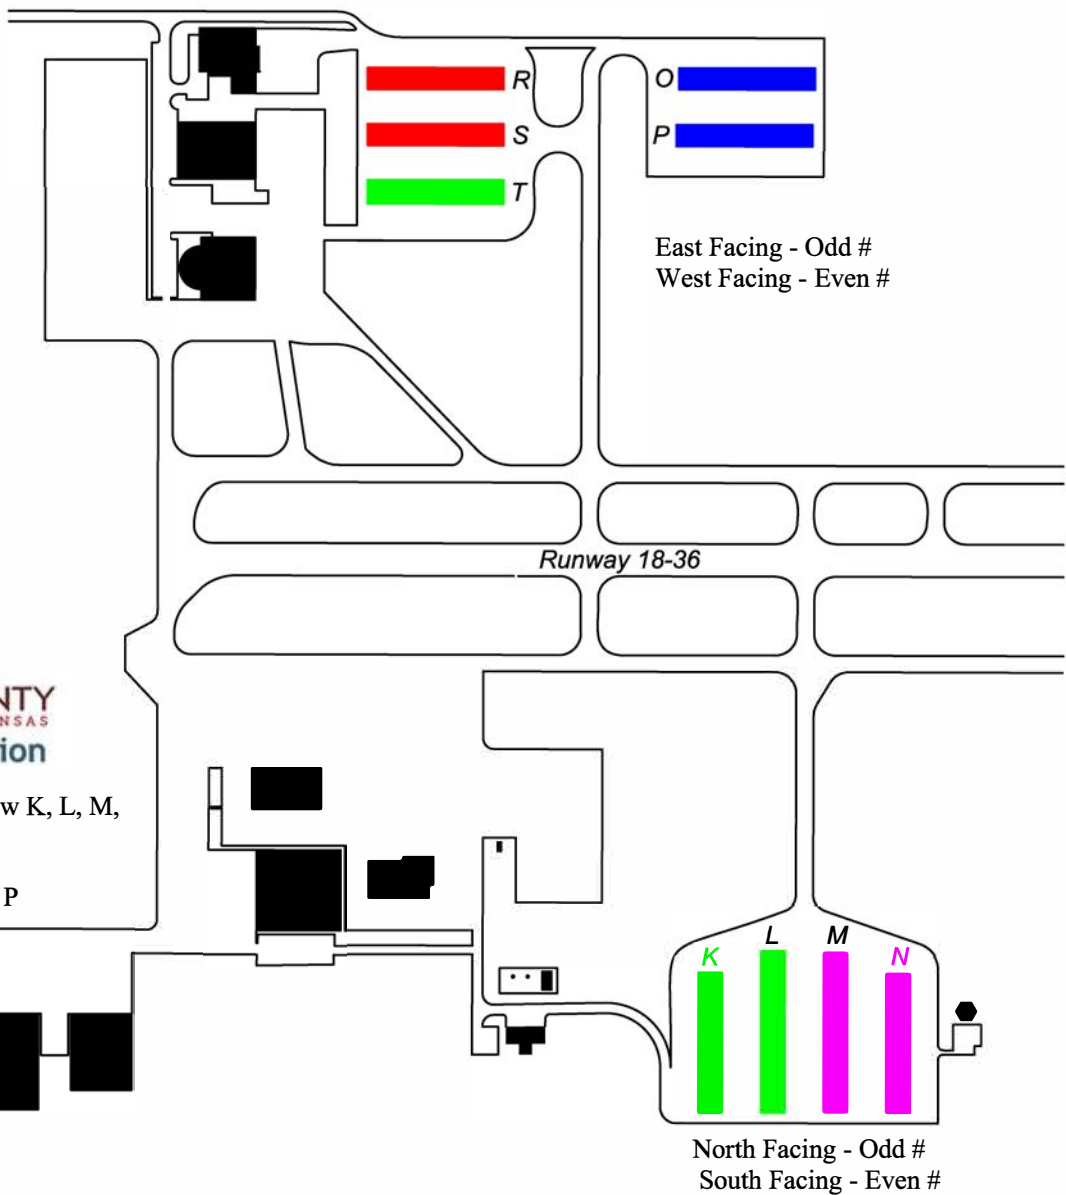 R
O
S
P
T
East Facing - Odd #
West Facing - Even #
Runway 18-36
NTY
NSAS
ion
w K, L, M,
P
K
L
M
N
North Facing - Odd #
South Facing - Even #